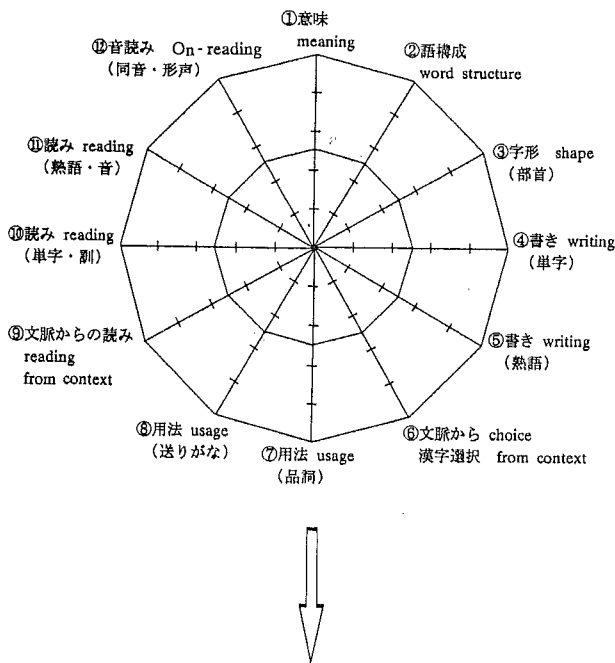 ①意味
meaning
②語構成
word structure
③字形 shape
(部首)
④書き writing
(単字)
⑤書き writing
(熟語)
⑥文脈から choice
漢字選択 from context
⑦用法 usage
(品詞)
⑧用法 usage
(送りがな)
⑨文脈からの読み
reading
from context
⑩読み reading
(単字・訓)
⑪読み reading
(熟語・音)
⑫音読み On-reading
(同音・形声)